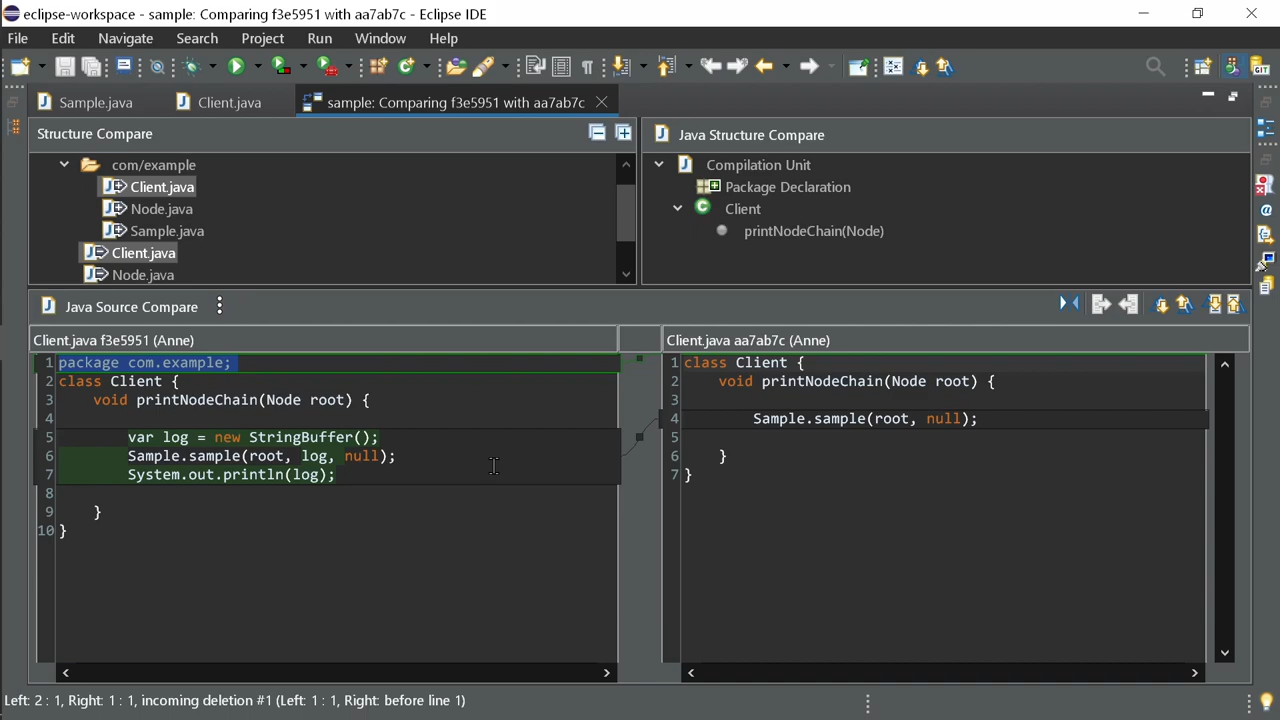 eclipse-workspace - sample: Comparing f3e5951 with aa7ab7c - Eclipse IDE
File Edit Navigate Search Project Run Window Help
Sample.java Client.java sample: Comparing f3e5951 with aa7ab7c
Structure Compare
com/example
Client.java
Node.java
Sample.java
Client.java
Node.java
Java Structure Compare
Compilation Unit
Package Declaration
Client
printNodeChain(Node)
Java Source Compare
Client.java f3e5951 (Anne)
1 package com.example;
2 class Client {
3 void printNodeChain(Node root) {
4
5 var log = new StringBuffer();
6 Sample.sample(root, log, null);
7 System.out.println(log);
8
9 }
10 }
Client.java aa7ab7c (Anne)
1 class Client {
2 void printNodeChain(Node root) {
3
4 Sample.sample(root, null);
5
6 }
7 }
Left: 2 : 1, Right: 1 : 1, incoming deletion #1 (Left: 1 : 1, Right: before line 1)